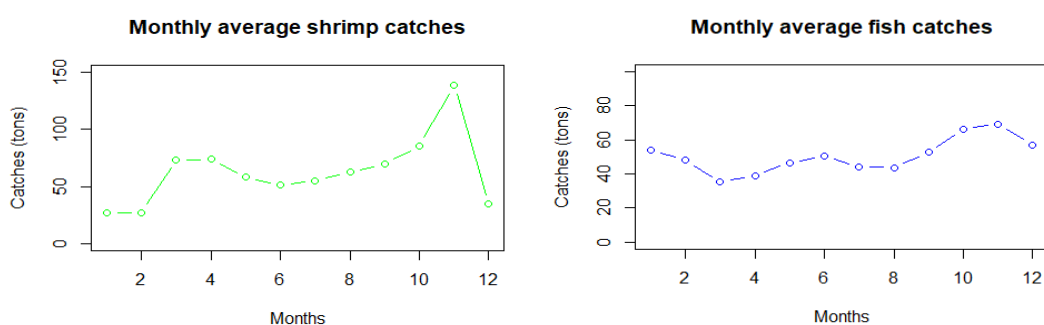 Monthly average shrimp catches
Catches (tons)
150
100
50
0
2 4 6 8 10 12
Months
Monthly average fish catches
Catches (tons)
80
60
40
20
0
2 4 6 8 10 12
Months